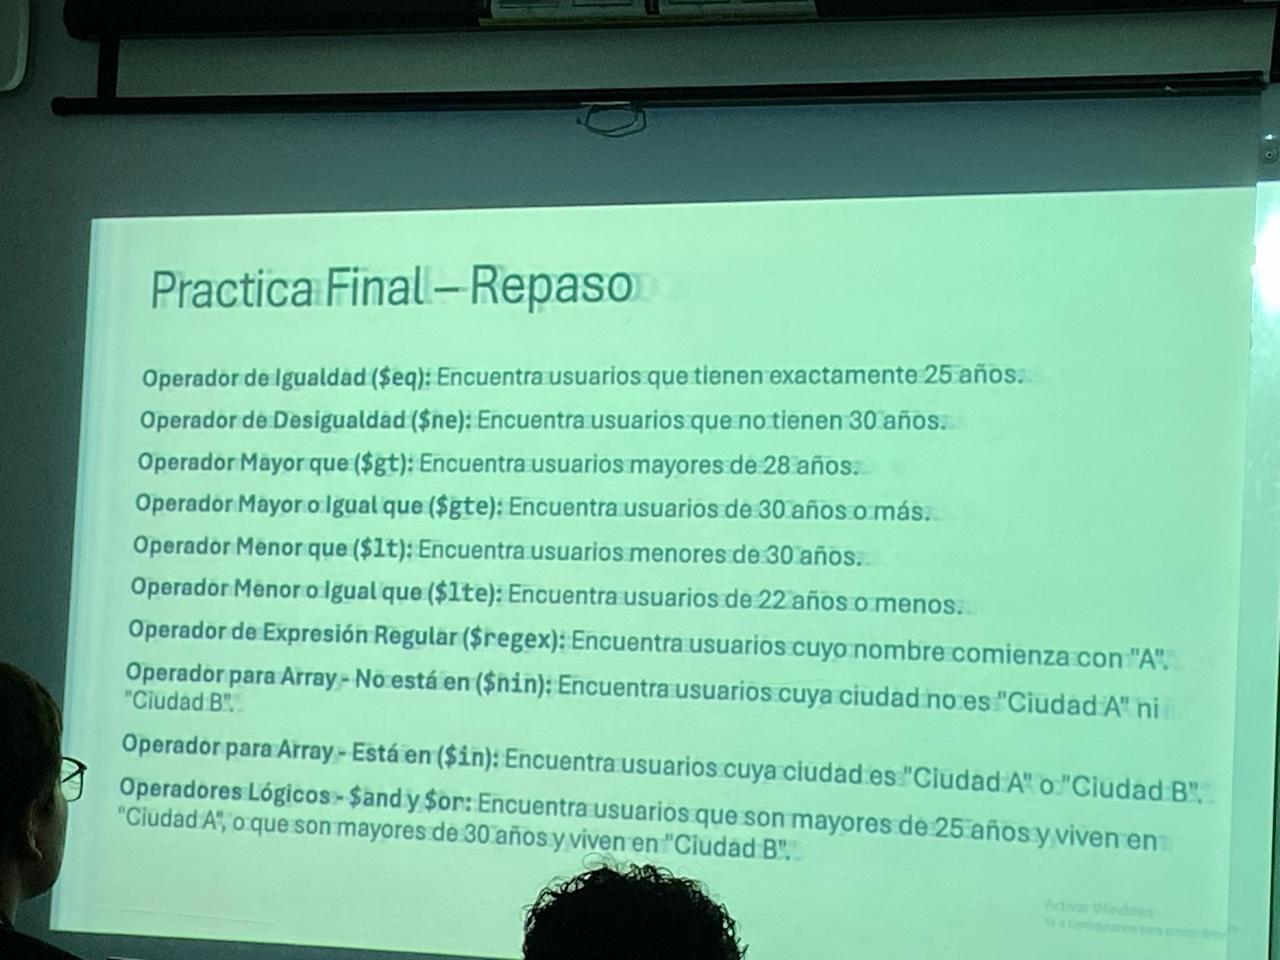 Practica Final – Repaso
Operador de Igualdad ($eq): Encuentra usuarios que tienen exactamente 25 años.
Operador de Desigualdad ($ne): Encuentra usuarios que no tienen 30 años.
Operador Mayor que ($gt): Encuentra usuarios mayores de 28 años.
Operador Mayor o Igual que ($gte): Encuentra usuarios de 30 años o más.
Operador Menor que ($lt): Encuentra usuarios menores de 30 años.
Operador Menor o Igual que ($lte): Encuentra usuarios de 22 años o menos.
Operador de Expresión Regular ($regex): Encuentra usuarios cuyo nombre comienza con "A".
Operador para Array - No está en ($nin): Encuentra usuarios cuya ciudad no es "Ciudad A" ni
"Ciudad B".
Operador para Array - Está en ($in): Encuentra usuarios cuya ciudad es "Ciudad A" o "Ciudad B".
Operadores Lógicos - $and y $or: Encuentra usuarios que son mayores de 25 años y viven en
"Ciudad A", o que son mayores de 30 años y viven en "Ciudad B".
Activar Windows